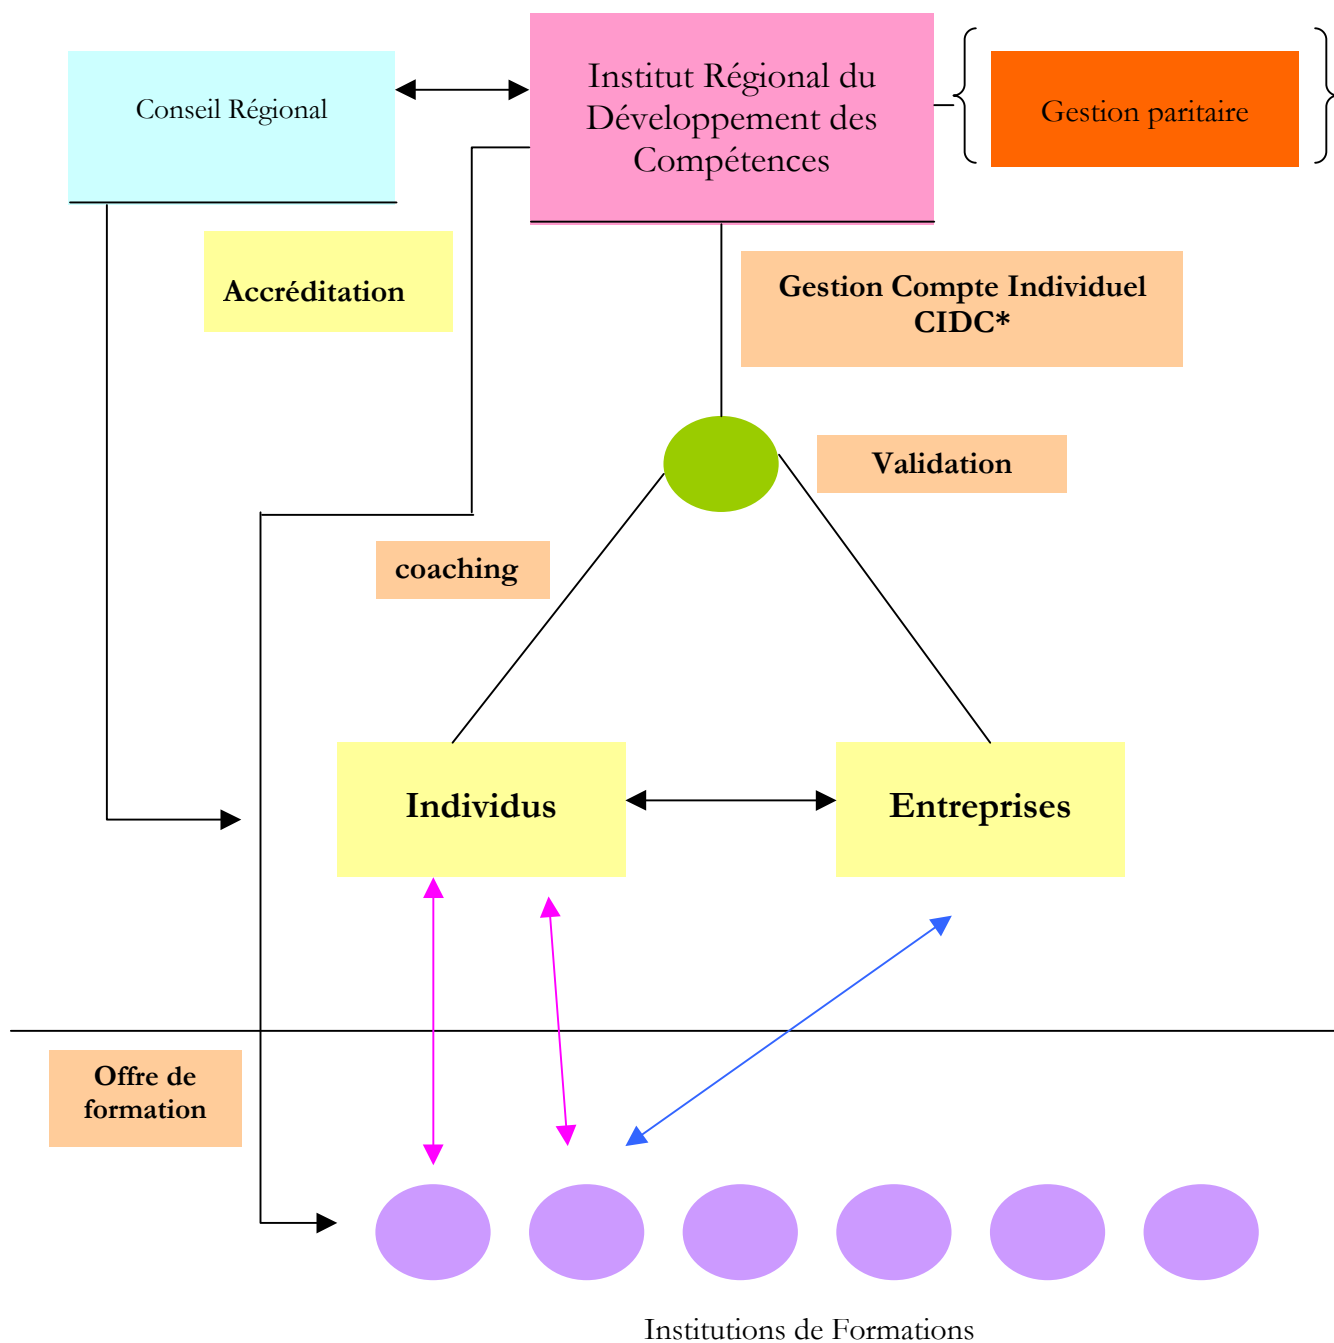 Conseil Régional
Institut Régional du
Développement des
Compétences
Gestion paritaire
Accréditation
Gestion Compte Individuel
CIDC*
Validation
coaching
Individus
Entreprises
Offre de
formation
Institutions de Formations